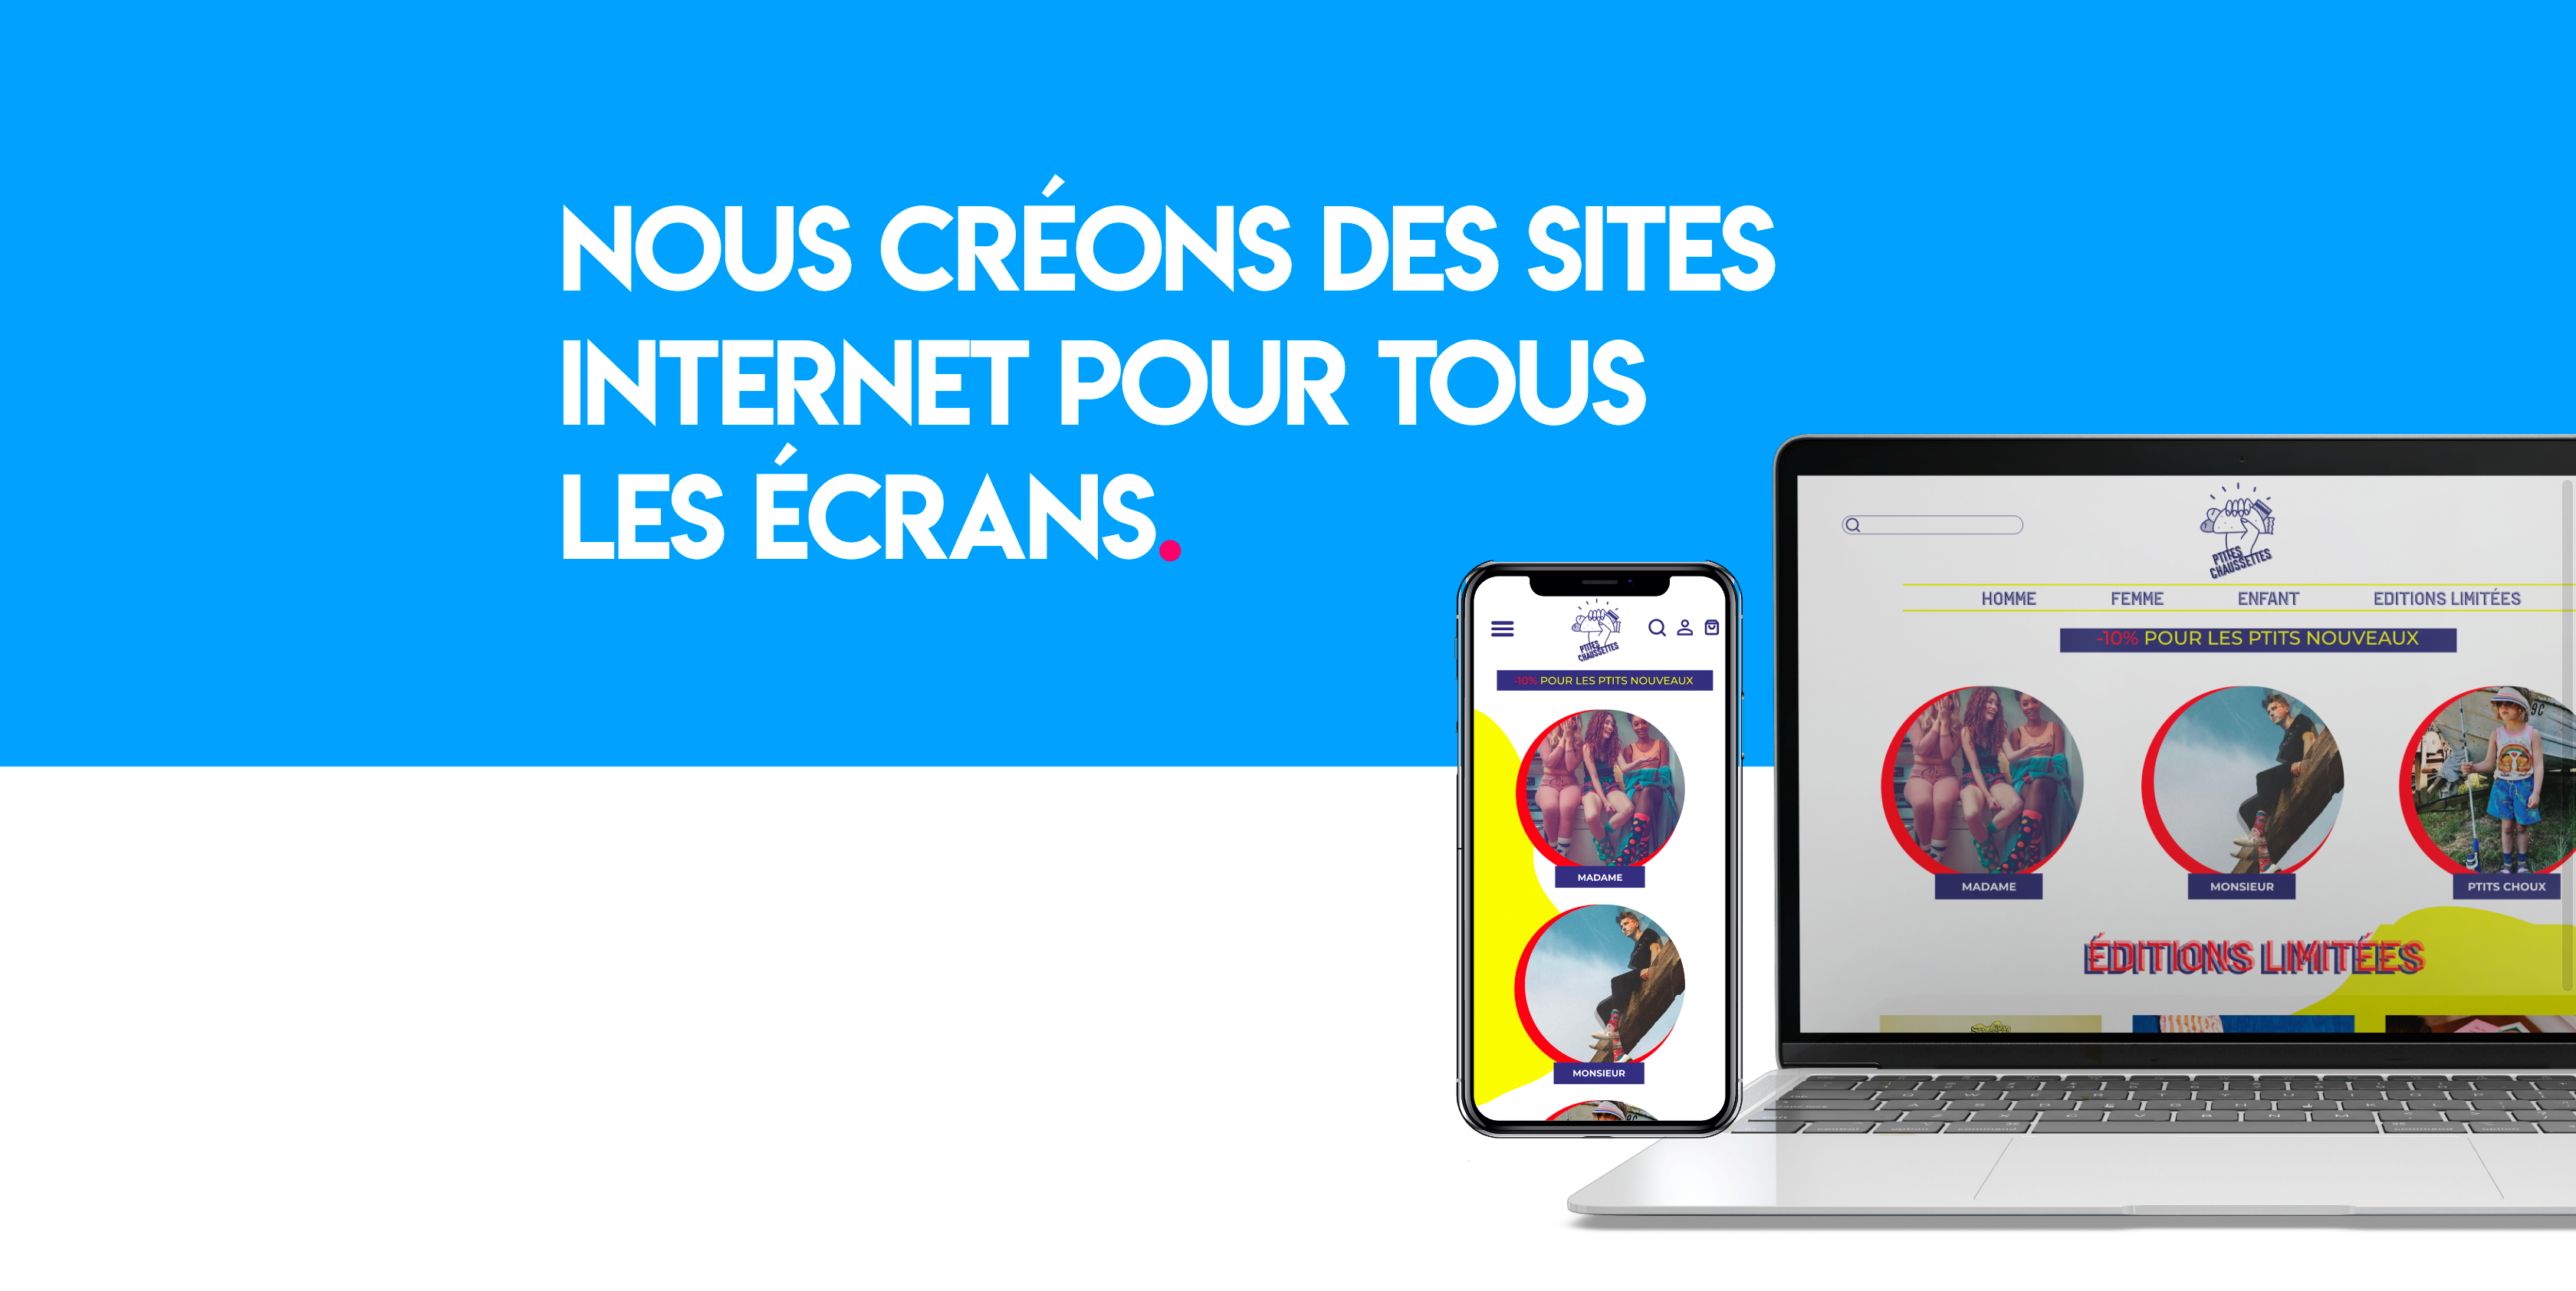 NOUS CRÉONS DES SITES
INTERNET POUR TOUS
LES ÉCRANS.
PTITES
CHAUSSETTES
-10% POUR LES PTITS NOUVEAUX
MADAME
MONSIEUR
PTITES
CHAUSSETTES
HOMME FEMME ENFANT EDITIONS LIMITÉES
-10% POUR LES PTITS NOUVEAUX
9C
MADAME MONSIEUR PTITS CHOUX
ÉDITIONS LIMITÉES